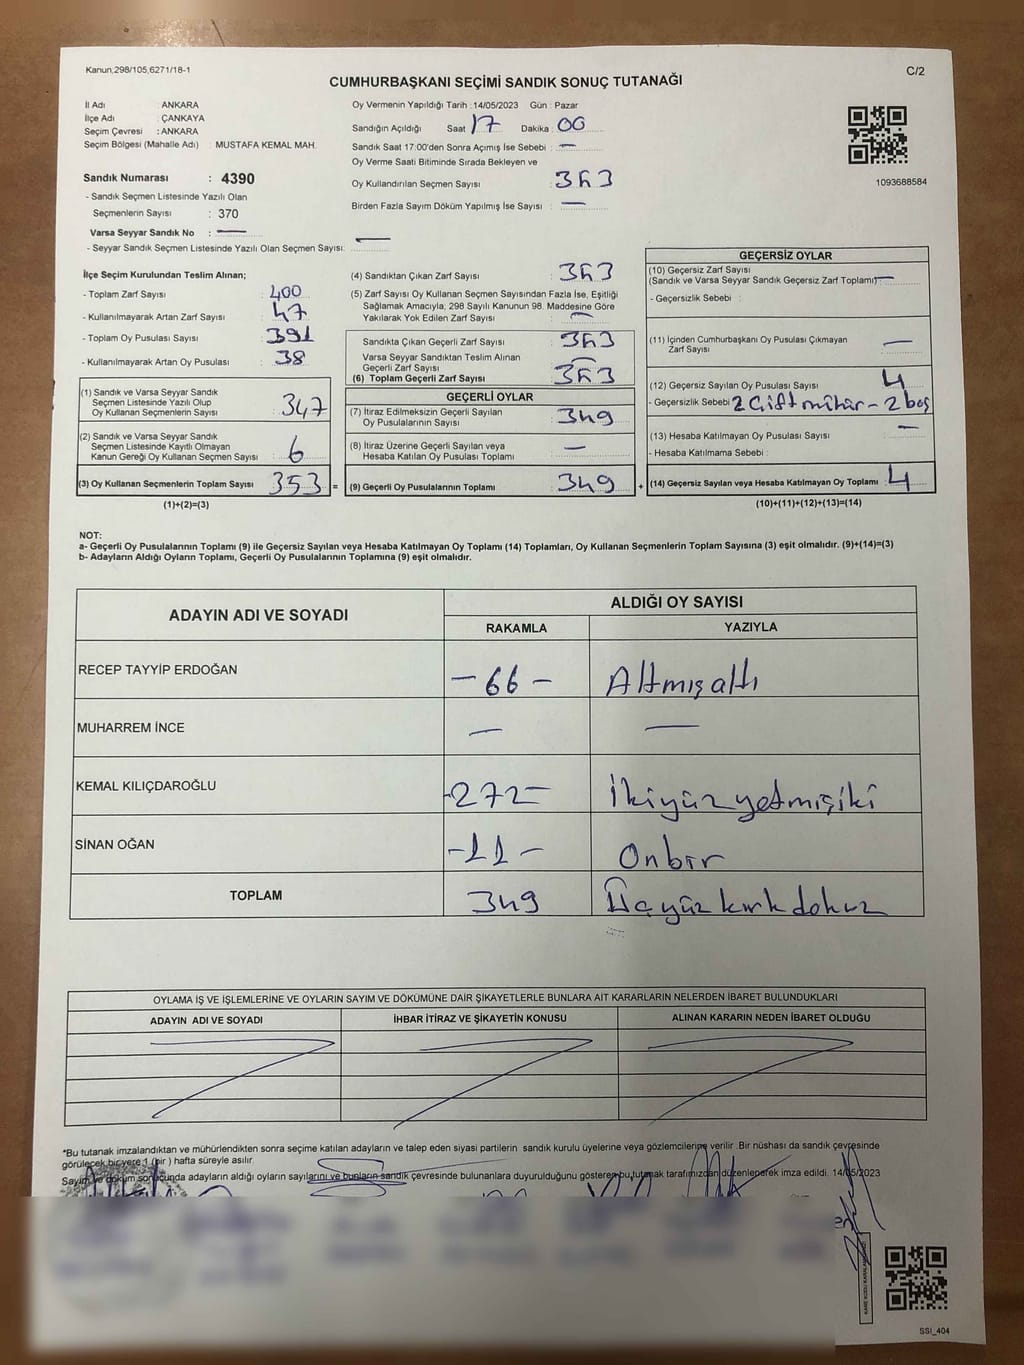 Kanun,298/105,6271/18-1
C/2
CUMHURBAŞKANI SEÇİMİ SANDIK SONUÇ TUTANAĞI
İl Adı : ANKARA
İlçe Adı : ÇANKAYA
Seçim Çevresi : ANKARA
Seçim Bölgesi (Mahalle Adı) : MUSTAFA KEMAL MAH.
Sandık Numarası : 4390
- Sandık Seçmen Listesinde Yazılı Olan
Seçmenlerin Sayısı : 370
Varsa Seyyar Sandık No : —
- Seyyar Sandık Seçmen Listesinde Yazılı Olan Seçmen Sayısı: —
Oy Vermenin Yapıldığı Tarih :14/05/2023 Gün : Pazar
Sandığın Açıldığı Saat 17 Dakika : 00
Sandık Saat 17:00'den Sonra Açımış İse Sebebi : —
Oy Verme Saati Bitiminde Sırada Bekleyen ve
Oy Kullandırılan Seçmen Sayısı : 353
Birden Fazla Sayım Döküm Yapılmış İse Sayısı : —
1093688584
İlçe Seçim Kurulundan Teslim Alınan;
- Toplam Zarf Sayısı : 400
- Kullanılmayarak Artan Zarf Sayısı : 47
- Toplam Oy Pusulası Sayısı : 391
- Kullanılmayarak Artan Oy Pusulası : 38
(1) Sandık ve Varsa Seyyar Sandık
Seçmen Listesinde Yazılı Olup
Oy Kullanan Seçmenlerin Sayısı : 347
(2) Sandık ve Varsa Seyyar Sandık
Seçmen Listesinde Kayıtlı Olmayan
Kanun Gereği Oy Kullanan Seçmen Sayısı : 6
(3) Oy Kullanan Seçmenlerin Toplam Sayısı : 353 =
(1)+(2)=(3)
(4) Sandıktan Çıkan Zarf Sayısı : 353
(5) Zarf Sayısı Oy Kullanan Seçmen Sayısından Fazla İse, Eşitliği
Sağlamak Amacıyla; 298 Sayılı Kanunun 98. Maddesine Göre
Yakılarak Yok Edilen Zarf Sayısı : —
Sandıkta Çıkan Geçerli Zarf Sayısı : 353
Varsa Seyyar Sandıktan Teslim Alınan
Geçerli Zarf Sayısı : —
(6) Toplam Geçerli Zarf Sayısı : 353
GEÇERLİ OYLAR
(7) İtiraz Edilmeksizin Geçerli Sayılan
Oy Pusulalarının Sayısı : 349
(8) İtiraz Üzerine Geçerli Sayılan veya
Hesaba Katılan Oy Pusulası Toplamı : —
(9) Geçerli Oy Pusulalarının Toplamı : 349 +
GEÇERSİZ OYLAR
(10) Geçersiz Zarf Sayısı
(Sandık ve Varsa Seyyar Sandık Geçersiz Zarf Toplamı) —
- Geçersizlik Sebebi :
(11) İçinden Cumhurbaşkanı Oy Pusulası Çıkmayan
Zarf Sayısı : —
(12) Geçersiz Sayılan Oy Pusulası Sayısı : 4
- Geçersizlik Sebebi : 2 Çift mühür - 2 boş
(13) Hesaba Katılmayan Oy Pusulası Sayısı : —
- Hesaba Katılmama Sebebi :
(14) Geçersiz Sayılan veya Hesaba Katılmayan Oy Toplamı : 4
(10)+(11)+(12)+(13)=(14)
NOT:
a- Geçerli Oy Pusulalarının Toplamı (9) ile Geçersiz Sayılan veya Hesaba Katılmayan Oy Toplamı (14) Toplamları, Oy Kullanan Seçmenlerin Toplam Sayısına (3) eşit olmalıdır. (9)+(14)=(3)
b- Adayların Aldığı Oyların Toplamı, Geçerli Oy Pusulalarının Toplamına (9) eşit olmalıdır.
ADAYIN ADI VE SOYADI
ALDIĞI OY SAYISI
RAKAMLA YAZIYLA
RECEP TAYYİP ERDOĞAN - 66 - Altmışaltı
MUHARREM İNCE — —
KEMAL KILIÇDAROĞLU -272- İkiyüzyetmişiki
SİNAN OĞAN -11- Onbir
TOPLAM 349 Üçyüzkırkdokuz
OYLAMA İŞ VE İŞLEMLERİNE VE OYLARIN SAYIM VE DÖKÜMÜNE DAİR ŞİKAYETLERLE BUNLARA AİT KARARLARIN NELERDEN İBARET BULUNDUKLARI
ADAYIN ADI VE SOYADI İHBAR İTİRAZ VE ŞİKAYETİN KONUSU ALINAN KARARIN NEDEN İBARET OLDUĞU
*Bu tutanak imzalandıktan ve mühürlendikten sonra seçime katılan adayların ve talep eden siyasi partilerin sandık kurulu üyelerine veya gözlemcilerine verilir .Bir nüshası da sandık çevresinde
görülecek bir yere 1 (bir ) hafta süreyle asılır.
Sayım ve döküm sonucunda adayların aldığı oyların sayılarını ve bunların sandık çevresinde bulunanlara duyurulduğunu gösteren bu tutanak tarafımızdan düzenlenerek imza edildi. 14/05/2023
SSİ_404